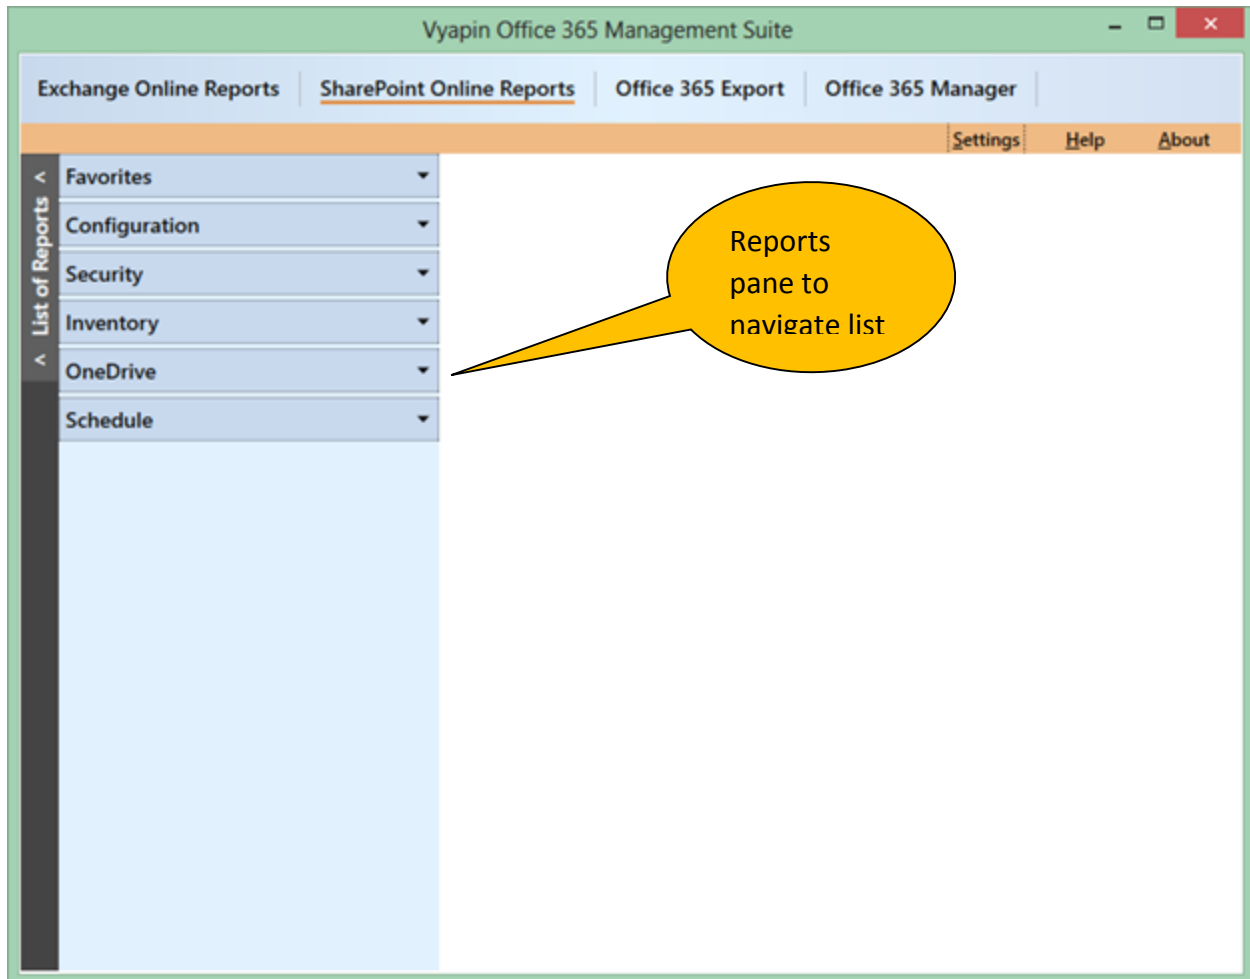 Vyapin Office 365 Management Suite
Exchange Online Reports SharePoint Online Reports Office 365 Export Office 365 Manager
Settings Help About
List of Reports
Favorites
Configuration
Security
Inventory
OneDrive
Schedule
Reports
pane to
navigate list